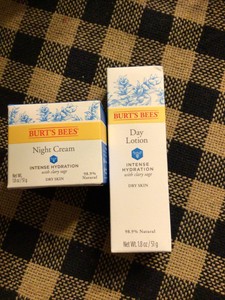 BURT'S BEES
Night Cream
INTENSE HYDRATION
with clary sage
DRY SKIN
98.9% Natural
BURT'S BEES
Day
Lotion
INTENSE
HYDRATION
with clary sage
DRY SKIN
98.9% Natural
Net Wt. 1.8 oz/ 51 g